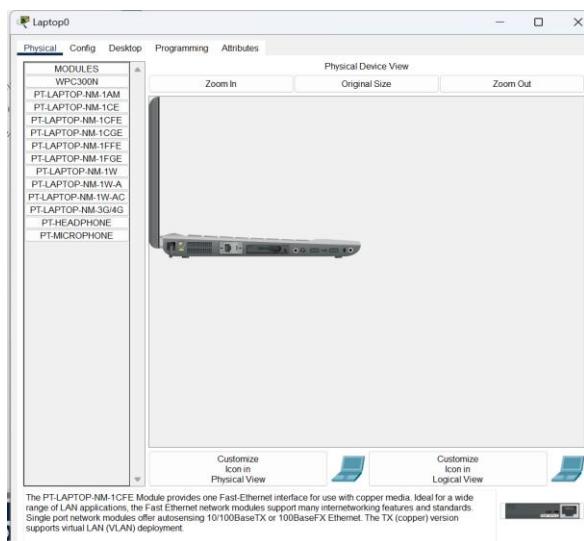 Laptop0
Physical Config Desktop Programming Attributes
MODULES
WPC300N
PT-LAPTOP-NM-1AM
PT-LAPTOP-NM-1CE
PT-LAPTOP-NM-1CFE
PT-LAPTOP-NM-1CGE
PT-LAPTOP-NM-1FFE
PT-LAPTOP-NM-1FGE
PT-LAPTOP-NM-1W
PT-LAPTOP-NM-1W-A
PT-LAPTOP-NM-1W-AC
PT-LAPTOP-NM-3G/4G
PT-HEADPHONE
PT-MICROPHONE
Physical Device View
Zoom In Original Size Zoom Out
Customize
Icon in
Physical View
Customize
Icon in
Logical View
The PT-LAPTOP-NM-1CFE Module provides one Fast-Ethernet interface for use with copper media. Ideal for a wide
range of LAN applications, the Fast Ethernet network modules support many internetworking features and standards.
Single port network modules offer autosensing 10/100BaseTX or 100BaseFX Ethernet. The TX (copper) version
supports virtual LAN (VLAN) deployment.